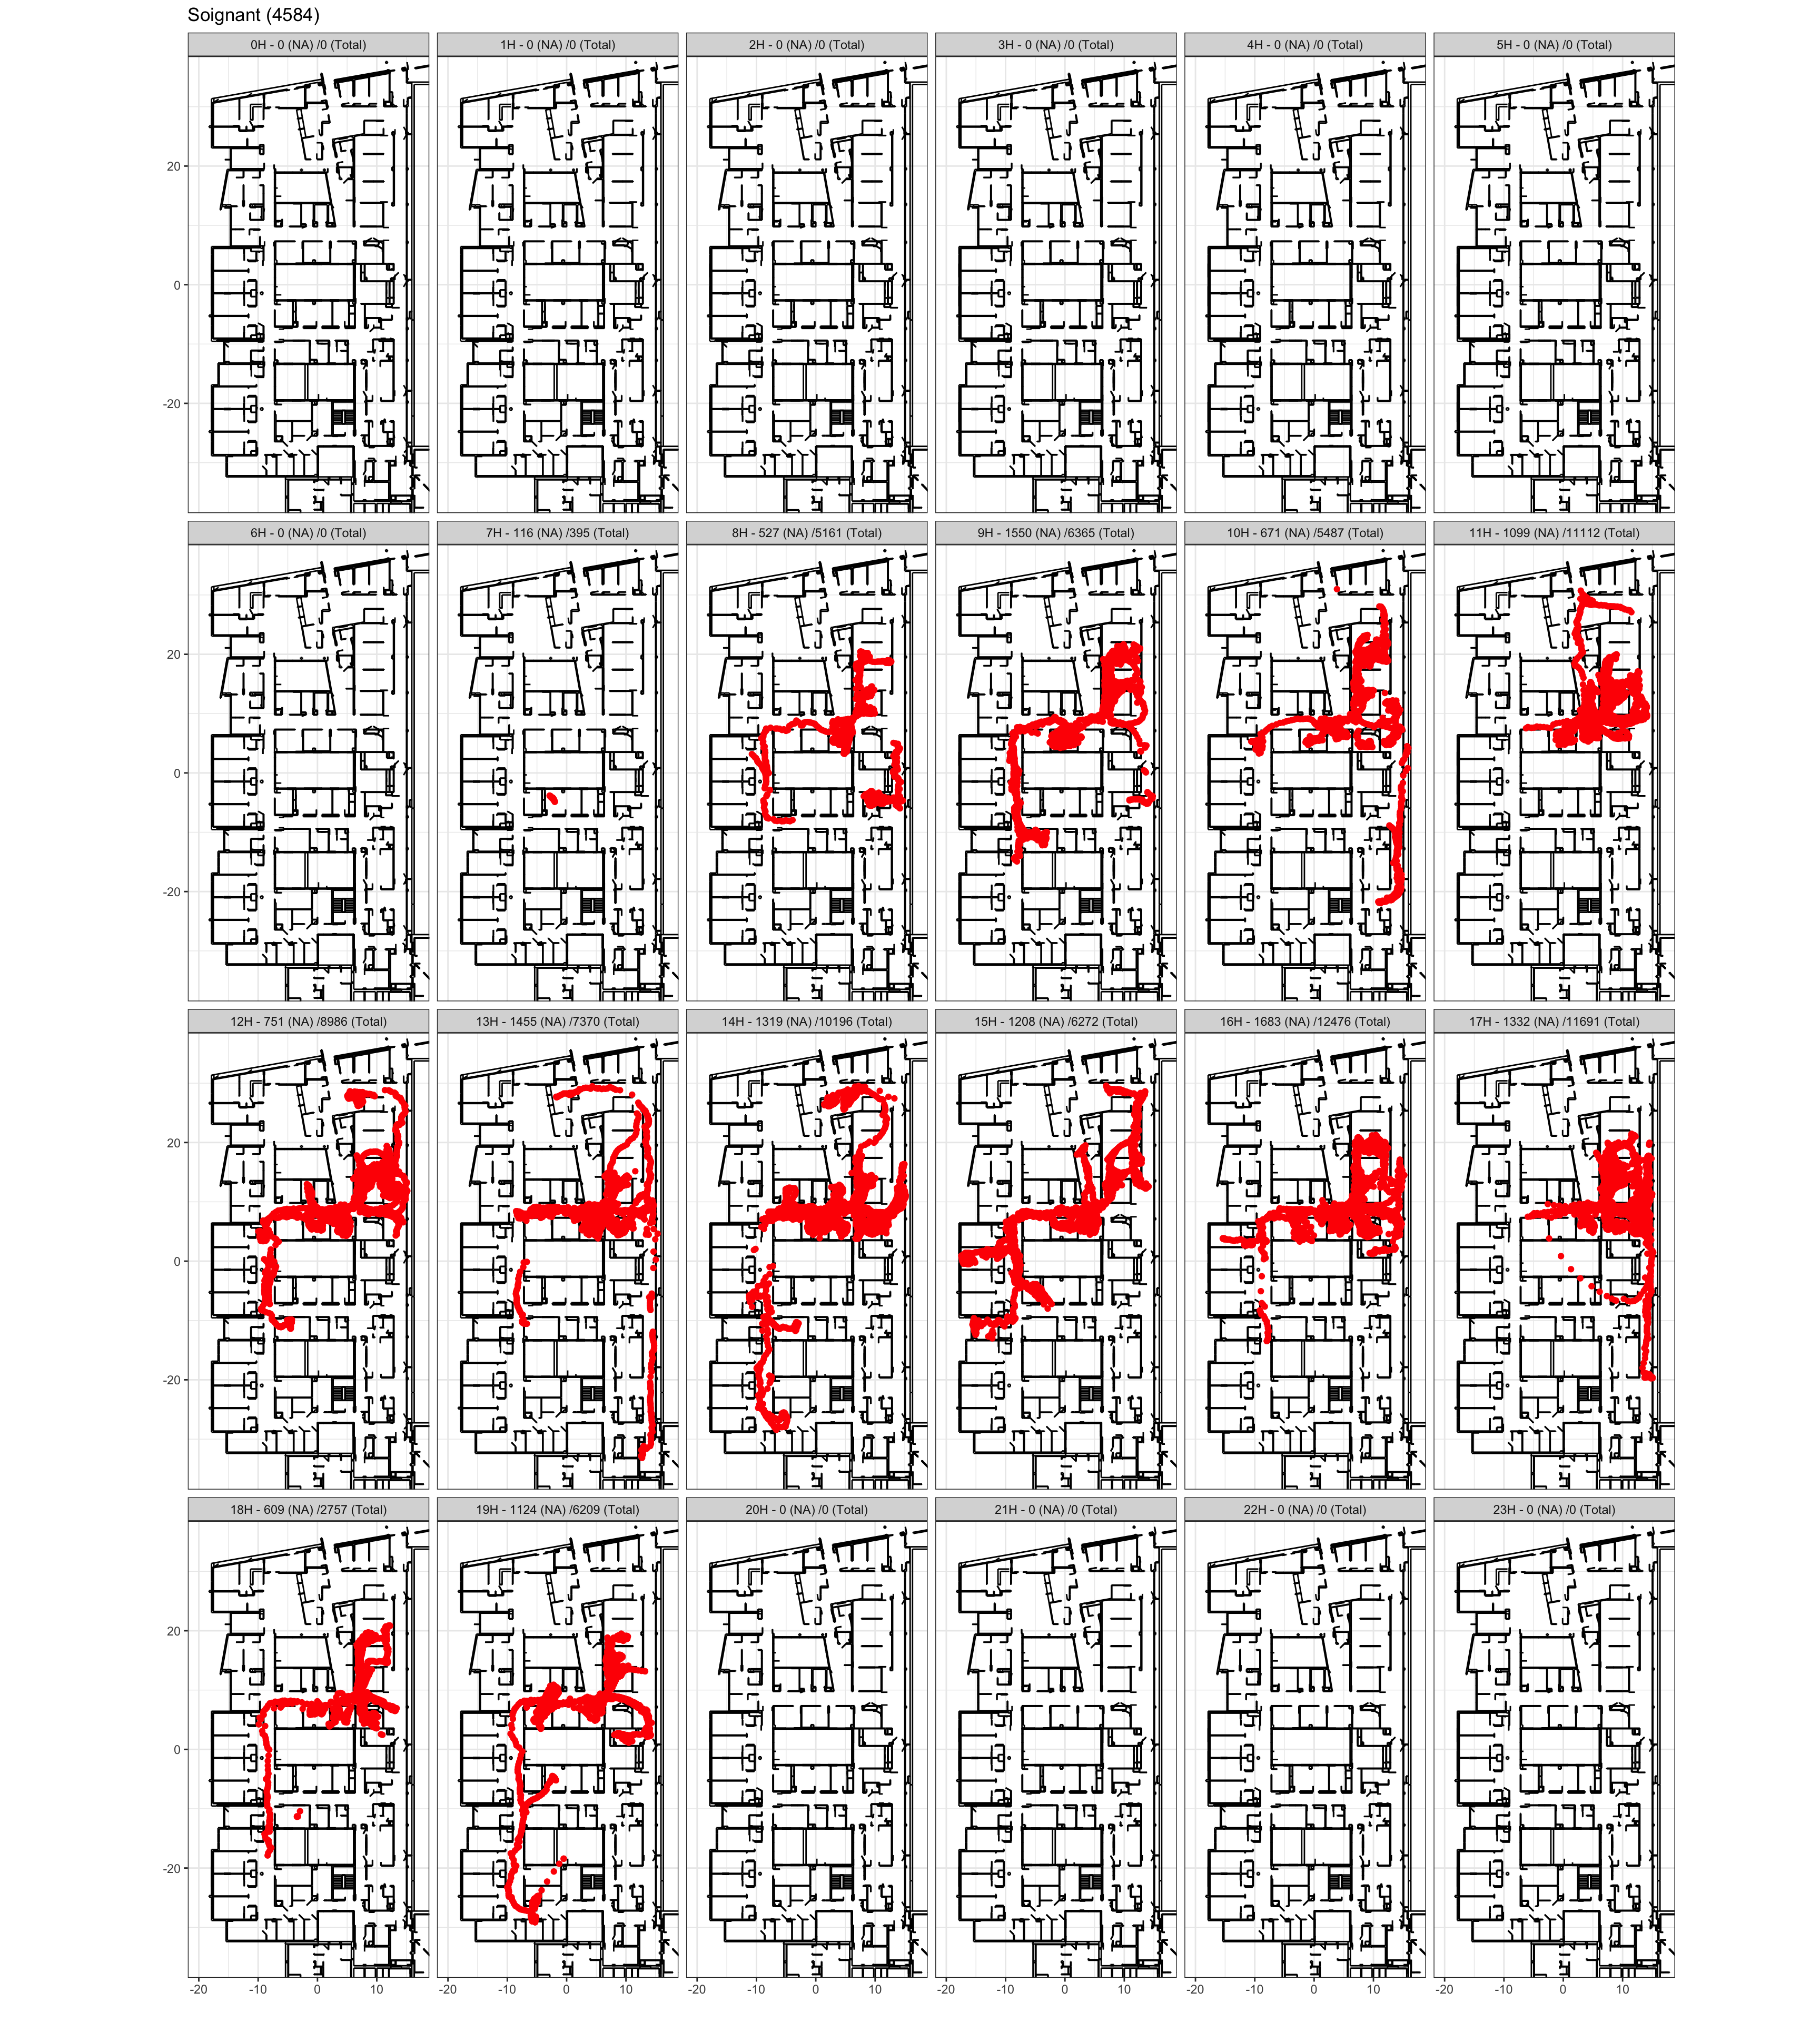 Soignant (4584)
0H - 0 (NA) /0 (Total)
1H - 0 (NA) /0 (Total)
2H - 0 (NA) /0 (Total)
3H - 0 (NA) /0 (Total)
4H - 0 (NA) /0 (Total)
5H - 0 (NA) /0 (Total)
20
0
-20
6H - 0 (NA) /0 (Total)
7H - 116 (NA) /395 (Total)
8H - 527 (NA) /5161 (Total)
9H - 1550 (NA) /6365 (Total)
10H - 671 (NA) /5487 (Total)
11H - 1099 (NA) /11112 (Total)
20
0
-20
12H - 751 (NA) /8986 (Total)
13H - 1455 (NA) /7370 (Total)
14H - 1319 (NA) /10196 (Total)
15H - 1208 (NA) /6272 (Total)
16H - 1683 (NA) /12476 (Total)
17H - 1332 (NA) /11691 (Total)
20
0
-20
18H - 609 (NA) /2757 (Total)
19H - 1124 (NA) /6209 (Total)
20H - 0 (NA) /0 (Total)
21H - 0 (NA) /0 (Total)
22H - 0 (NA) /0 (Total)
23H - 0 (NA) /0 (Total)
20
0
-20
-20 -10 0 10
-20 -10 0 10
-20 -10 0 10
-20 -10 0 10
-20 -10 0 10
-20 -10 0 10